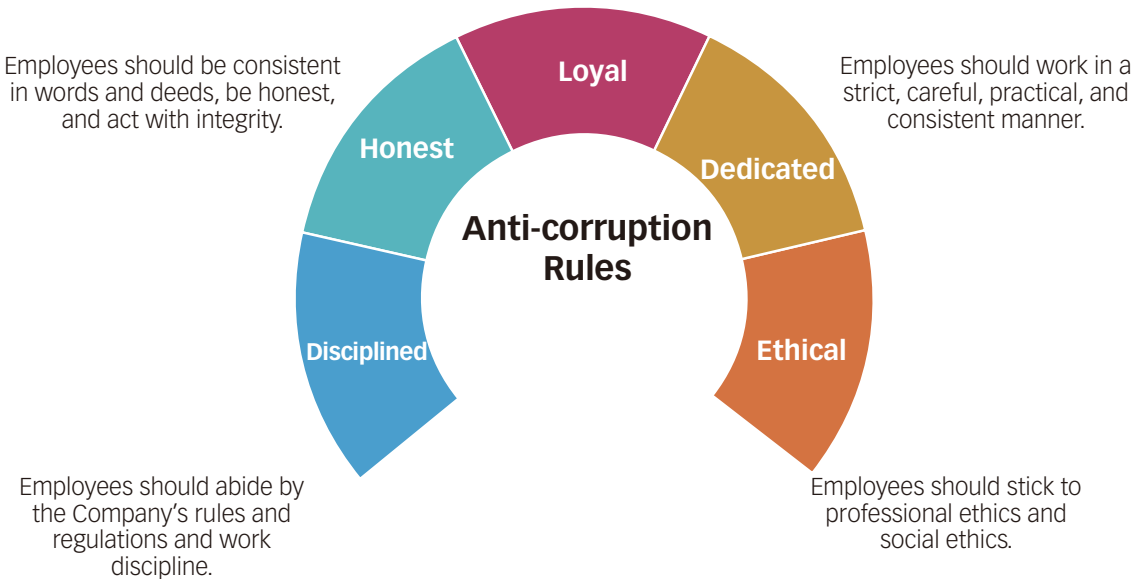 Loyal
Employees should be consistent
in words and deeds, be honest,
and act with integrity.
Employees should work in a
strict, careful, practical, and
consistent manner.
Honest
Dedicated
Anti-corruption
Rules
Disciplined
Ethical
Employees should abide by
the Company’s rules and
regulations and work
discipline.
Employees should stick to
professional ethics and
social ethics.